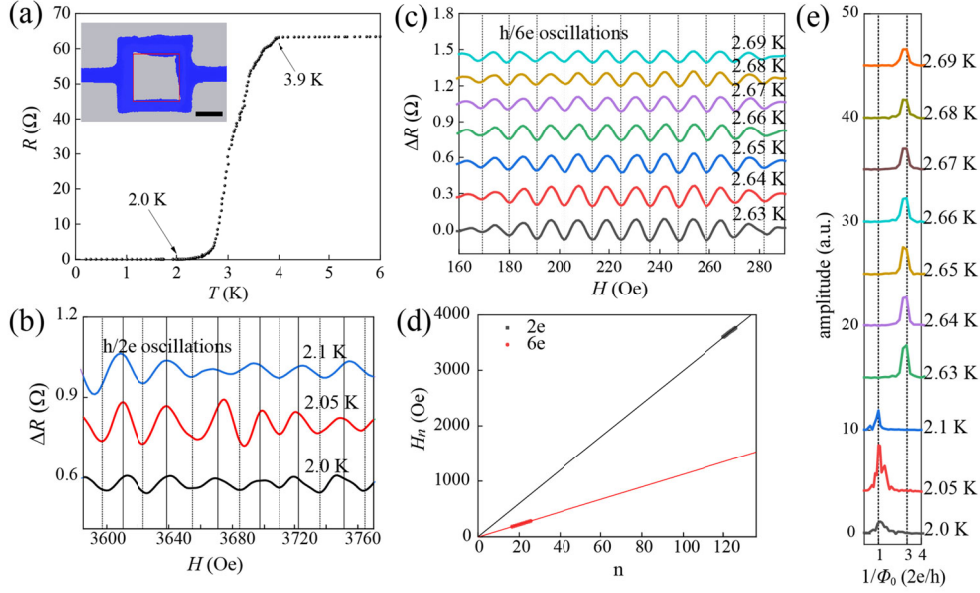 (a)
70
60
50
40
30
20
10
0
R (Ω)
3.9 K
2.0 K
0 1 2 3 4 5 6
T (K)
(b)
1.2
0.9
0.6
ΔR (Ω)
h/2e oscillations
2.1 K
2.05 K
2.0 K
3600 3640 3680 3720 3760
H (Oe)
(c)
1.8
1.5
1.2
0.9
0.6
0.3
0.0
ΔR (Ω)
h/6e oscillations
2.69 K
2.68 K
2.67 K
2.66 K
2.65 K
2.64 K
2.63 K
160 180 200 220 240 260 280
H (Oe)
(d)
4000
3000
2000
1000
0
Hn (Oe)
2e
6e
0 20 40 60 80 100 120
n
(e)
50
40
30
20
10
0
amplitude (a.u.)
2.69 K
2.68 K
2.67 K
2.66 K
2.65 K
2.64 K
2.63 K
2.1 K
2.05 K
2.0 K
1 3 4
1/Φ0 (2e/h)